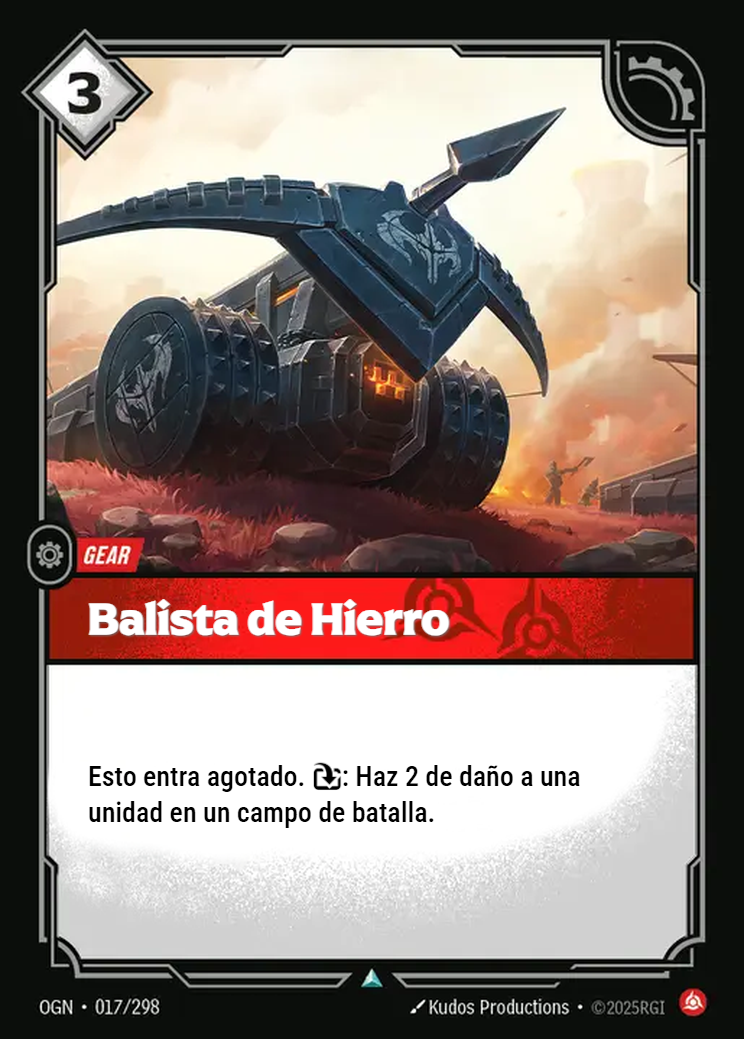 3
GEAR
Balista de Hierro
Esto entra agotado. : Haz 2 de daño a una
unidad en un campo de batalla.
OGN • 017/298
Kudos Productions • ©2025RGI